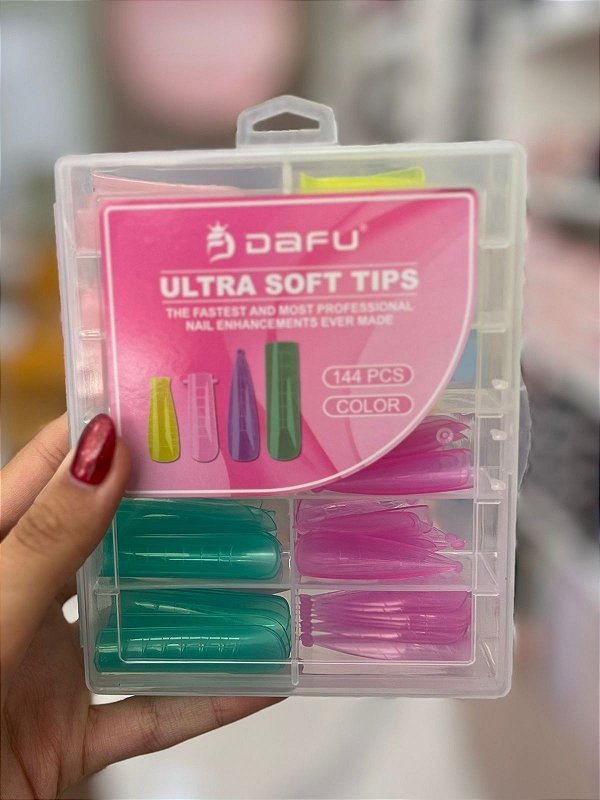 DAFU®
ULTRA SOFT TIPS
THE FASTEST AND MOST PROFESSIONAL
NAIL ENHANCEMENTS EVER MADE
144 PCS
COLOR